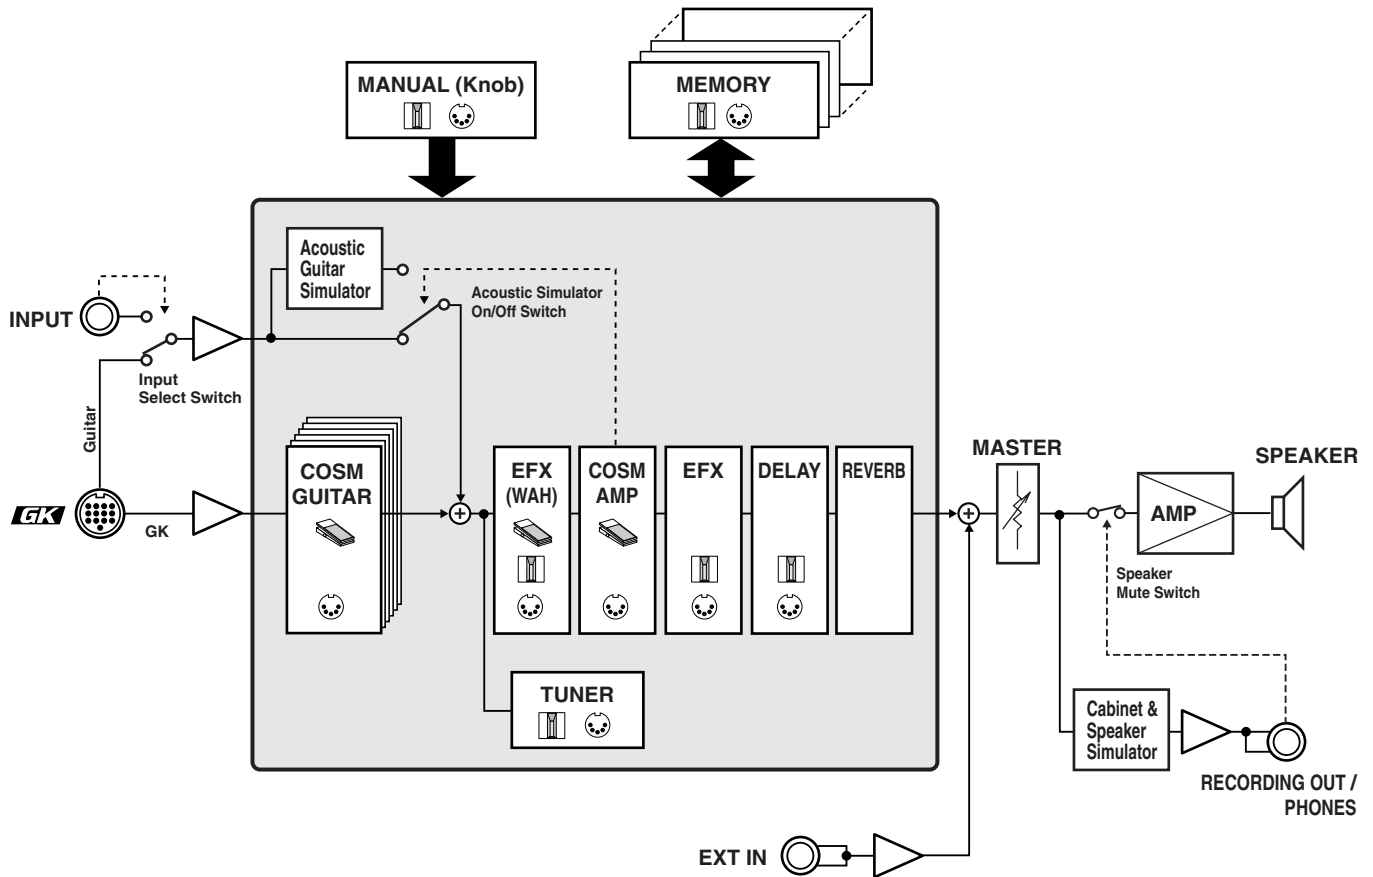 MANUAL (Knob)
MEMORY
Acoustic
Guitar
Simulator
Acoustic Simulator
On/Off Switch
INPUT
Input
Select Switch
Guitar
GK
GK
COSM
GUITAR
EFX
(WAH)
COSM
AMP
EFX
DELAY
REVERB
MASTER
AMP
SPEAKER
Speaker
Mute Switch
TUNER
Cabinet &
Speaker
Simulator
RECORDING OUT /
PHONES
EXT IN